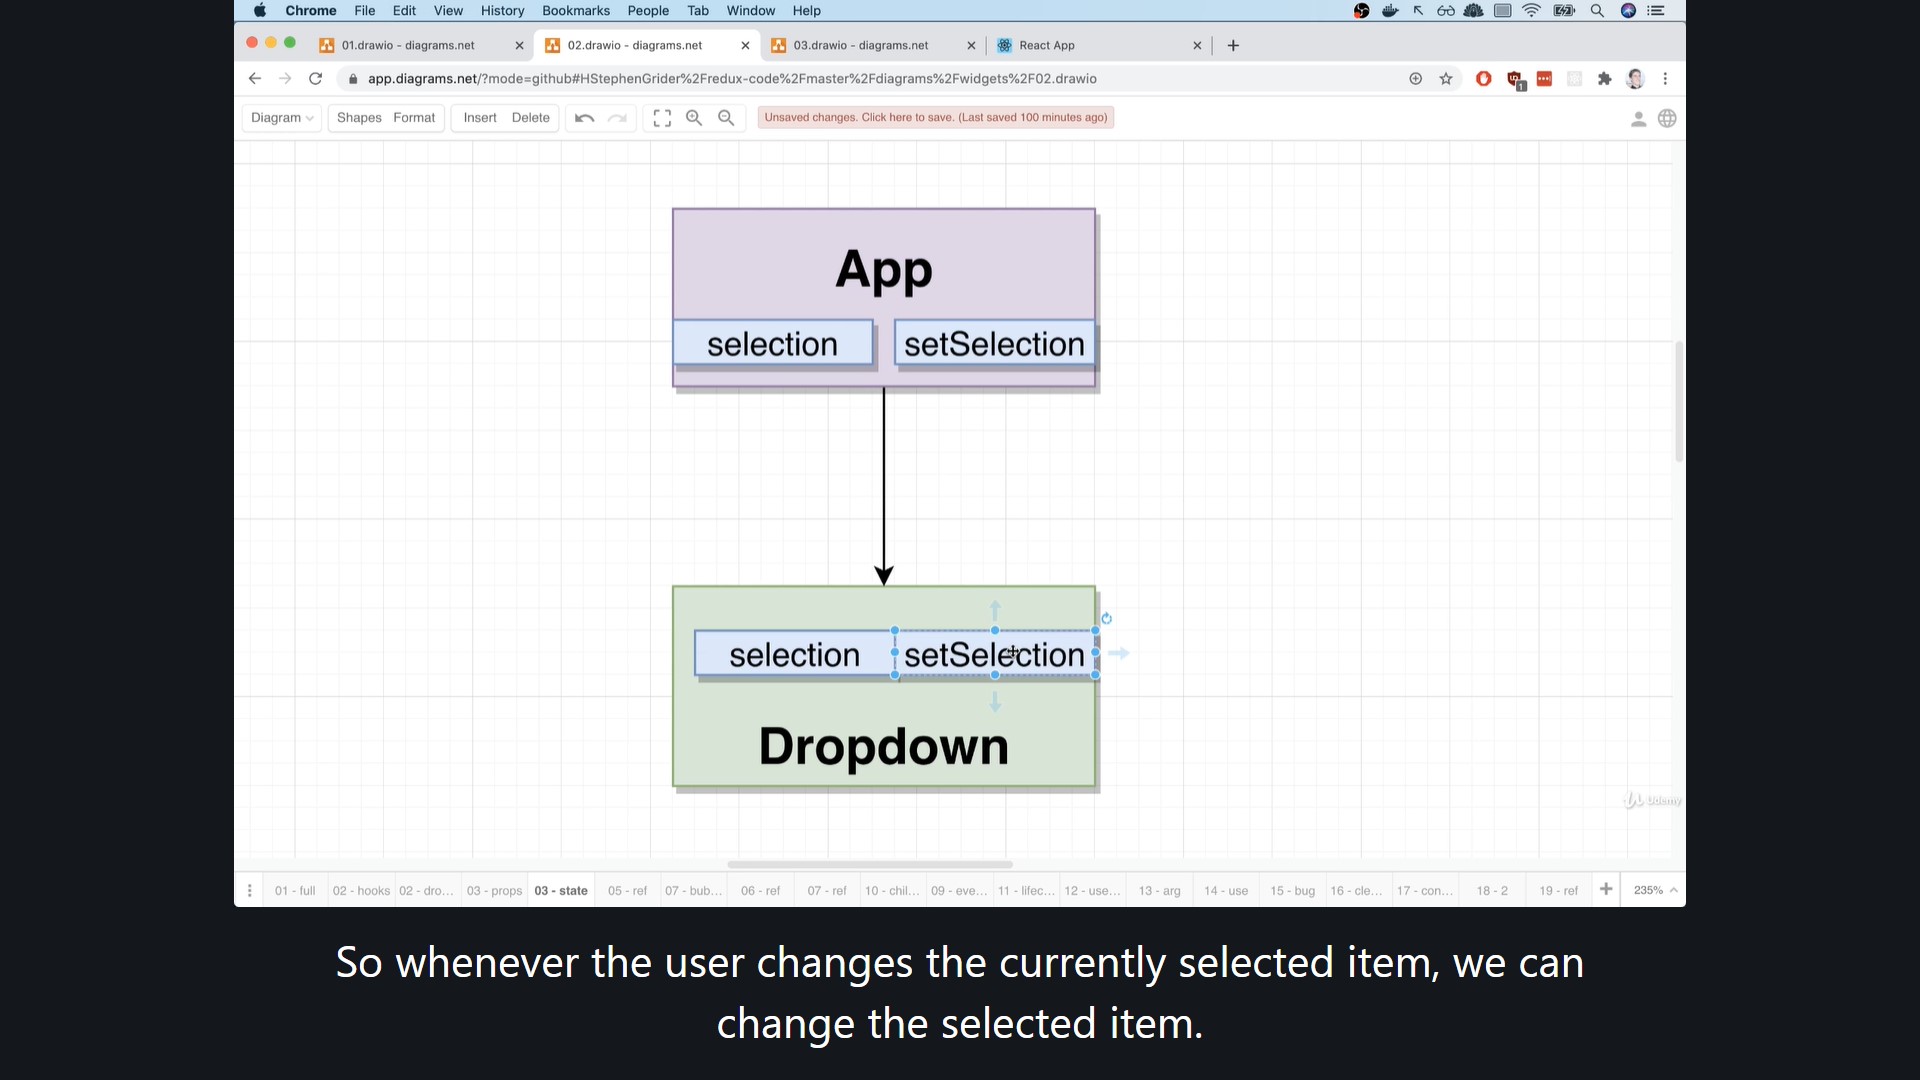 Chrome File Edit View History Bookmarks People Tab Window Help
01.drawio - diagrams.net 02.drawio - diagrams.net 03.drawio - diagrams.net React App
app.diagrams.net/?mode=github#HStephenGrider%2Fredux-code%2Fmaster%2Fdiagrams%2Fwidgets%2F02.drawio
1
Diagram Shapes Format Insert Delete Unsaved changes. Click here to save. (Last saved 100 minutes ago)
App
selection setSelection
selection setSelection
Dropdown
Udemy
01 - full 02 - hooks 02 - dro... 03 - props 03 - state 05 - ref 07 - bub... 06 - ref 07 - ref 10 - chil... 09 - eve... 11 - lifec... 12 - use... 13 - arg 14 - use 15 - bug 16 - cle... 17 - con... 18 - 2 19 - ref 235%
So whenever the user changes the currently selected item, we can
change the selected item.